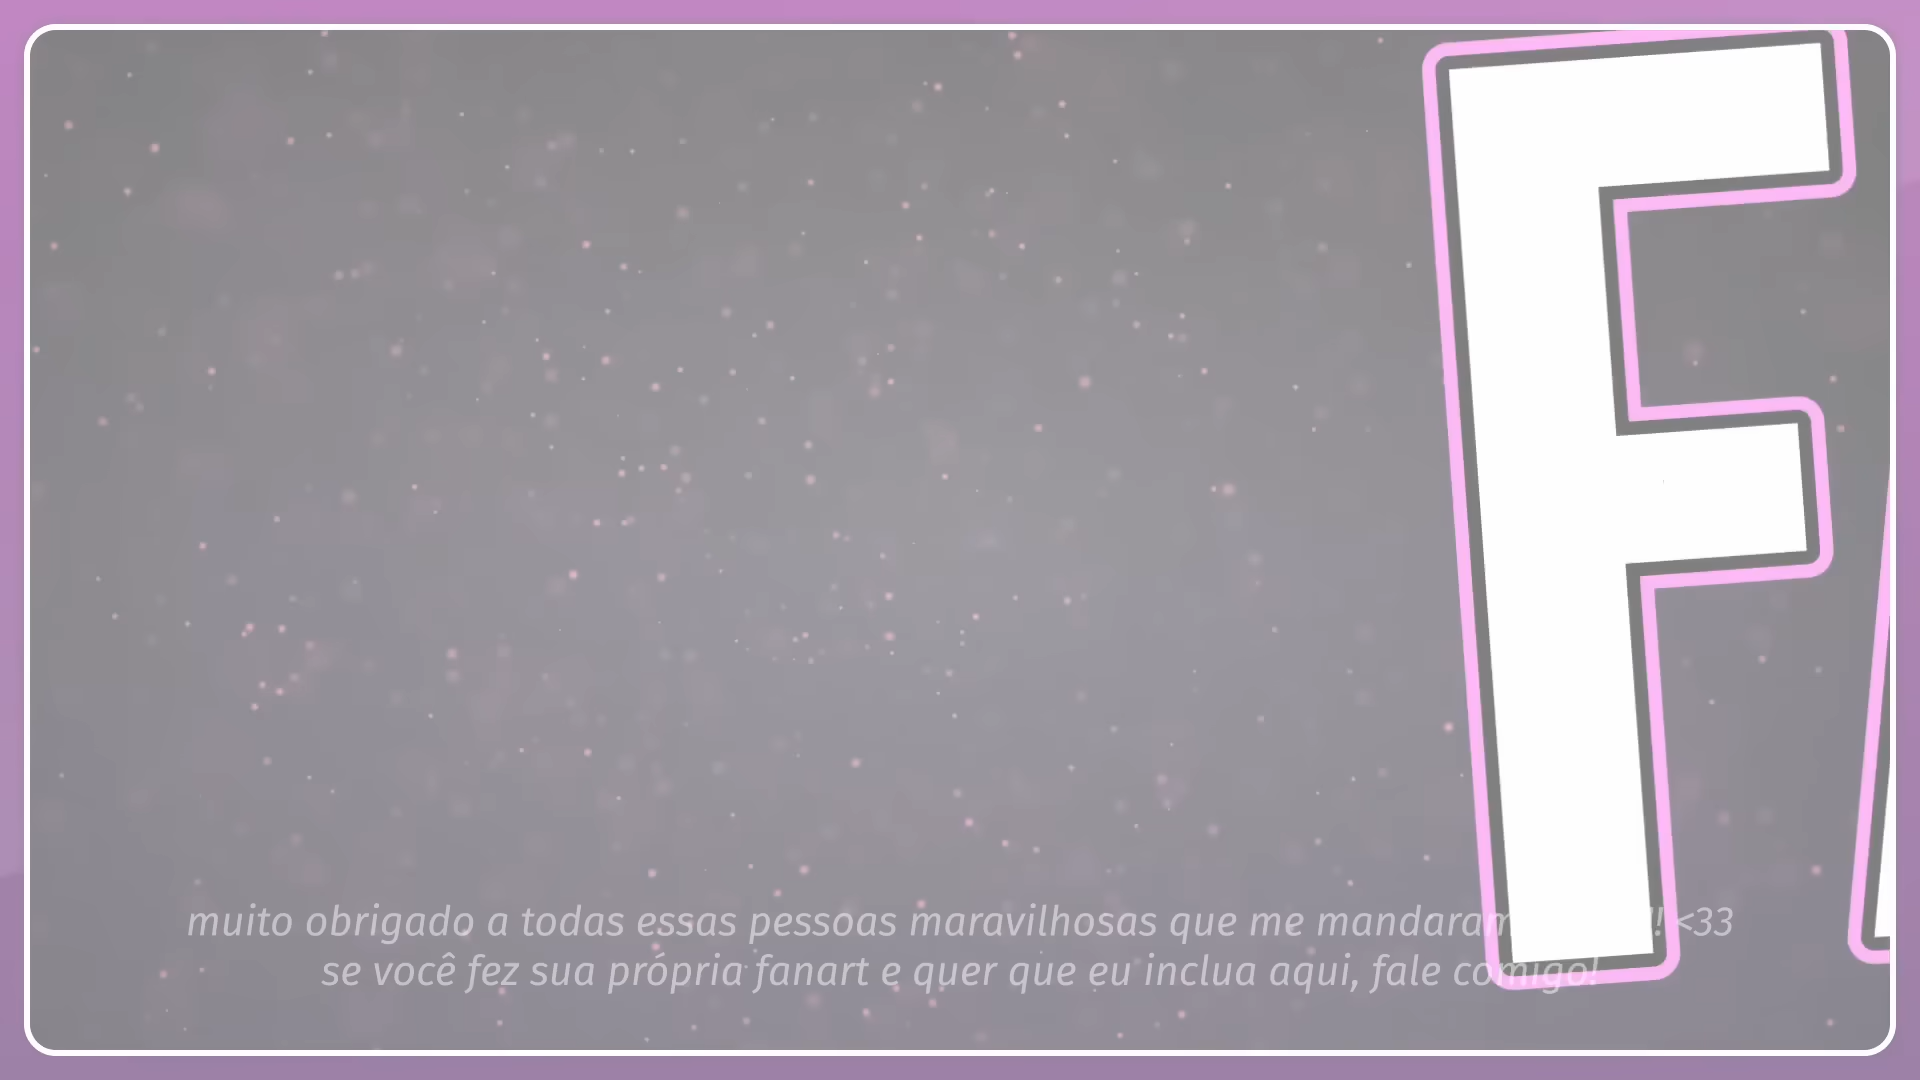 F
muito obrigado a todas essas pessoas maravilhosas que me mandaram !! <33
se você fez sua própria fanart e quer que eu inclua aqui, fale comigo!